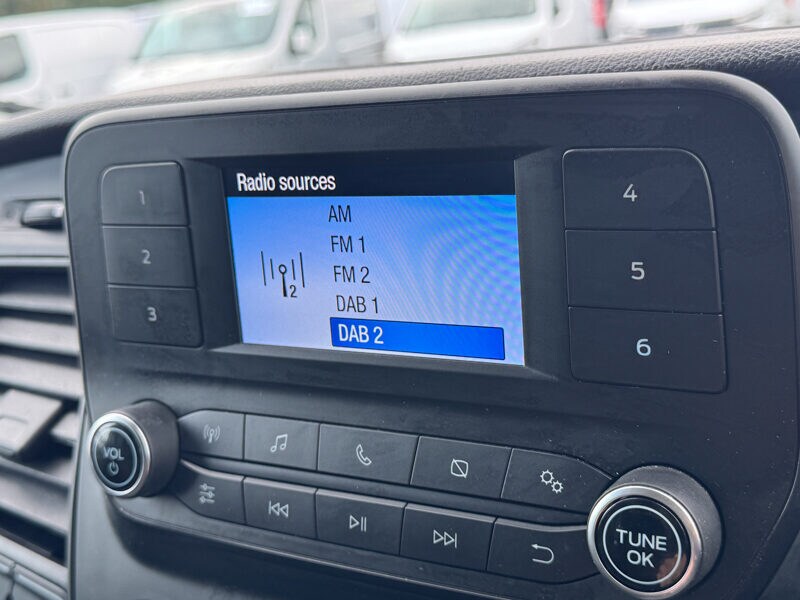 Radio sources
AM
FM 1
FM 2
DAB 1
DAB 2
2
1
2
3
4
5
6
VOL
TUNE
OK